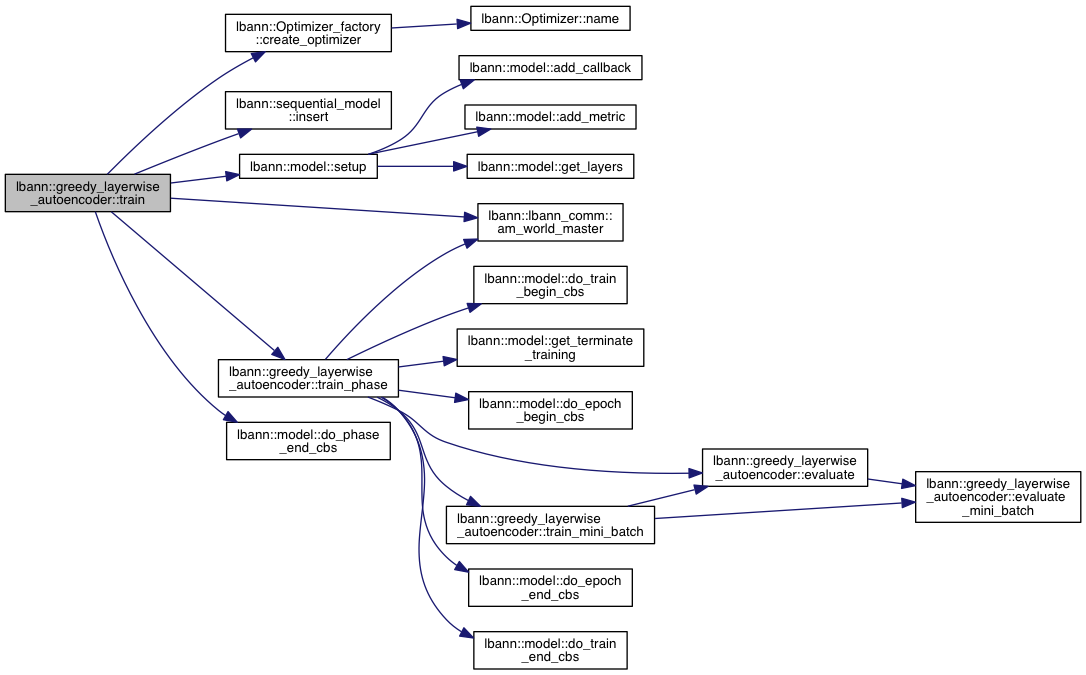 lbann::Optimizer_factory
::create_optimizer
lbann::Optimizer::name
lbann::model::add_callback
lbann::sequential_model
::insert
lbann::model::add_metric
lbann::model::setup
lbann::model::get_layers
lbann::greedy_layerwise
_autoencoder::train
lbann::lbann_comm::
am_world_master
lbann::model::do_train
_begin_cbs
lbann::model::get_terminate
_training
lbann::greedy_layerwise
_autoencoder::train_phase
lbann::model::do_epoch
_begin_cbs
lbann::model::do_phase
_end_cbs
lbann::greedy_layerwise
_autoencoder::evaluate
lbann::greedy_layerwise
_autoencoder::evaluate
_mini_batch
lbann::greedy_layerwise
_autoencoder::train_mini_batch
lbann::model::do_epoch
_end_cbs
lbann::model::do_train
_end_cbs